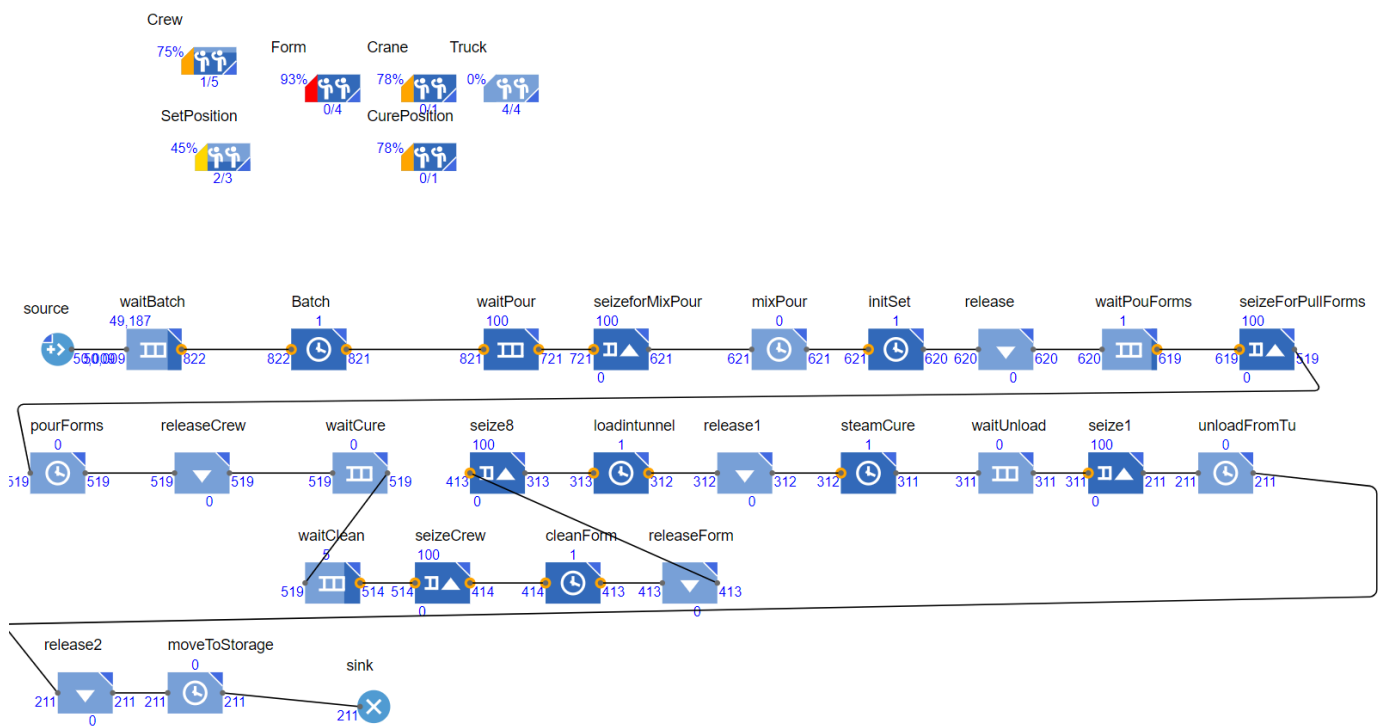 Crew
75%
1/5
Form Crane Truck
93% 78% 0%
0/4 0/1 4/4
SetPosition CurePosition
45% 78%
2/3 0/1
source waitBatch Batch waitPour seizeforMixPour mixPour initSet release waitPouForms seizeForPullForms
49,187 1 100 100 0 1 1 100
822 822 821 821 721 721 621 621 621 621 620 620 620 620 619 619 519
0 0 0
pourForms releaseCrew waitCure seize8 loadintunnel release1 steamCure waitUnload seize1 unloadFromTu
0 0 100 1 1 0 100 0
519 519 519 519 519 519 413 313 313 312 312 312 312 311 311 311 311 211 211 211
0 0 0 0
waitClean seizeCrew cleanForm releaseForm
5 100 1
519 514 514 414 414 413 413 413
0 0
release2 moveToStorage sink
0
211 211 211 211 211
0